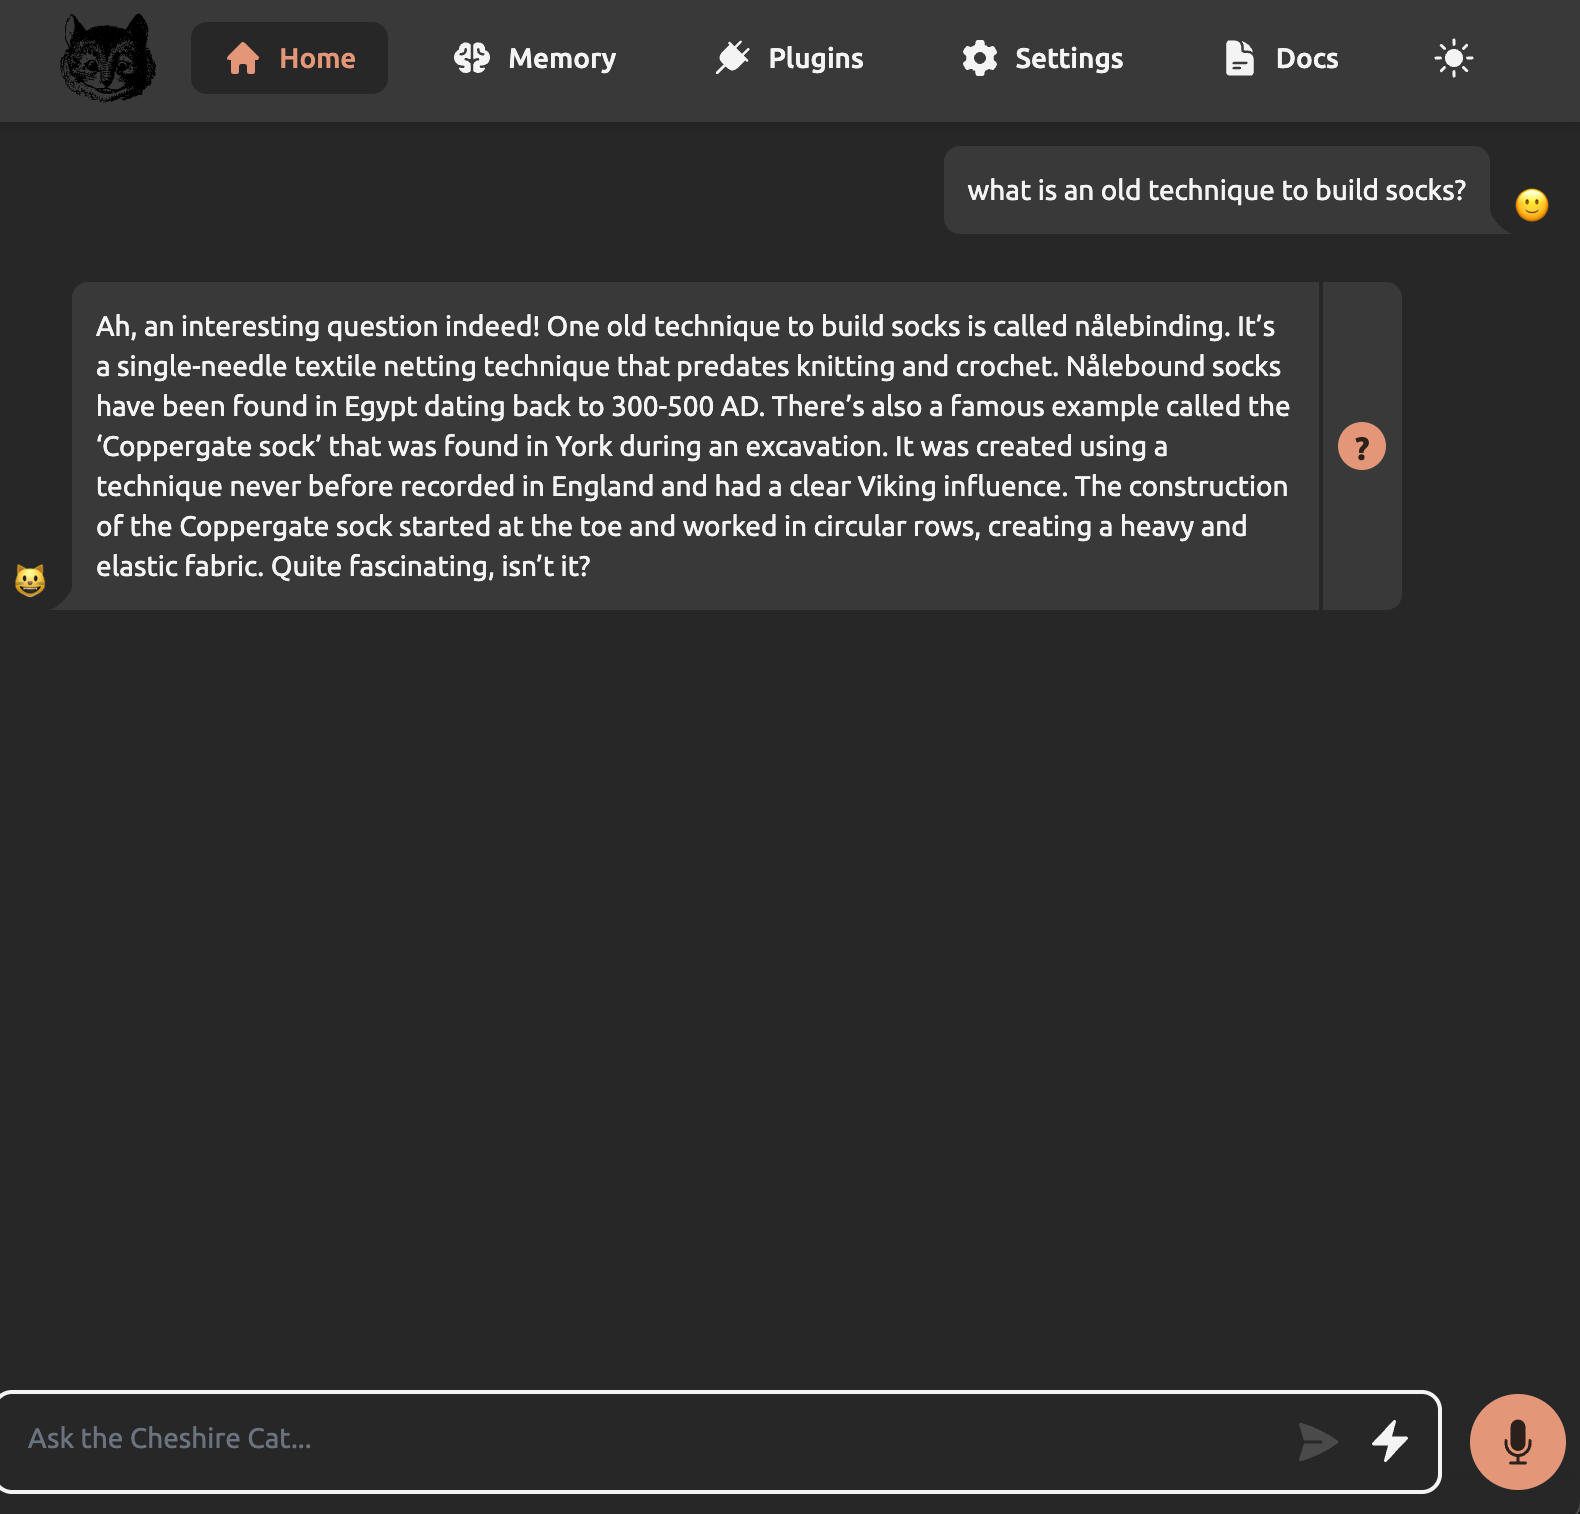 Home
Memory
Plugins
Settings
Docs
what is an old technique to build socks?
Ah, an interesting question indeed! One old technique to build socks is called nålebinding. It’s
a single-needle textile netting technique that predates knitting and crochet. Nålebound socks
have been found in Egypt dating back to 300-500 AD. There’s also a famous example called the
‘Coppergate sock’ that was found in York during an excavation. It was created using a
technique never before recorded in England and had a clear Viking influence. The construction
of the Coppergate sock started at the toe and worked in circular rows, creating a heavy and
elastic fabric. Quite fascinating, isn’t it?
?
Ask the Cheshire Cat...